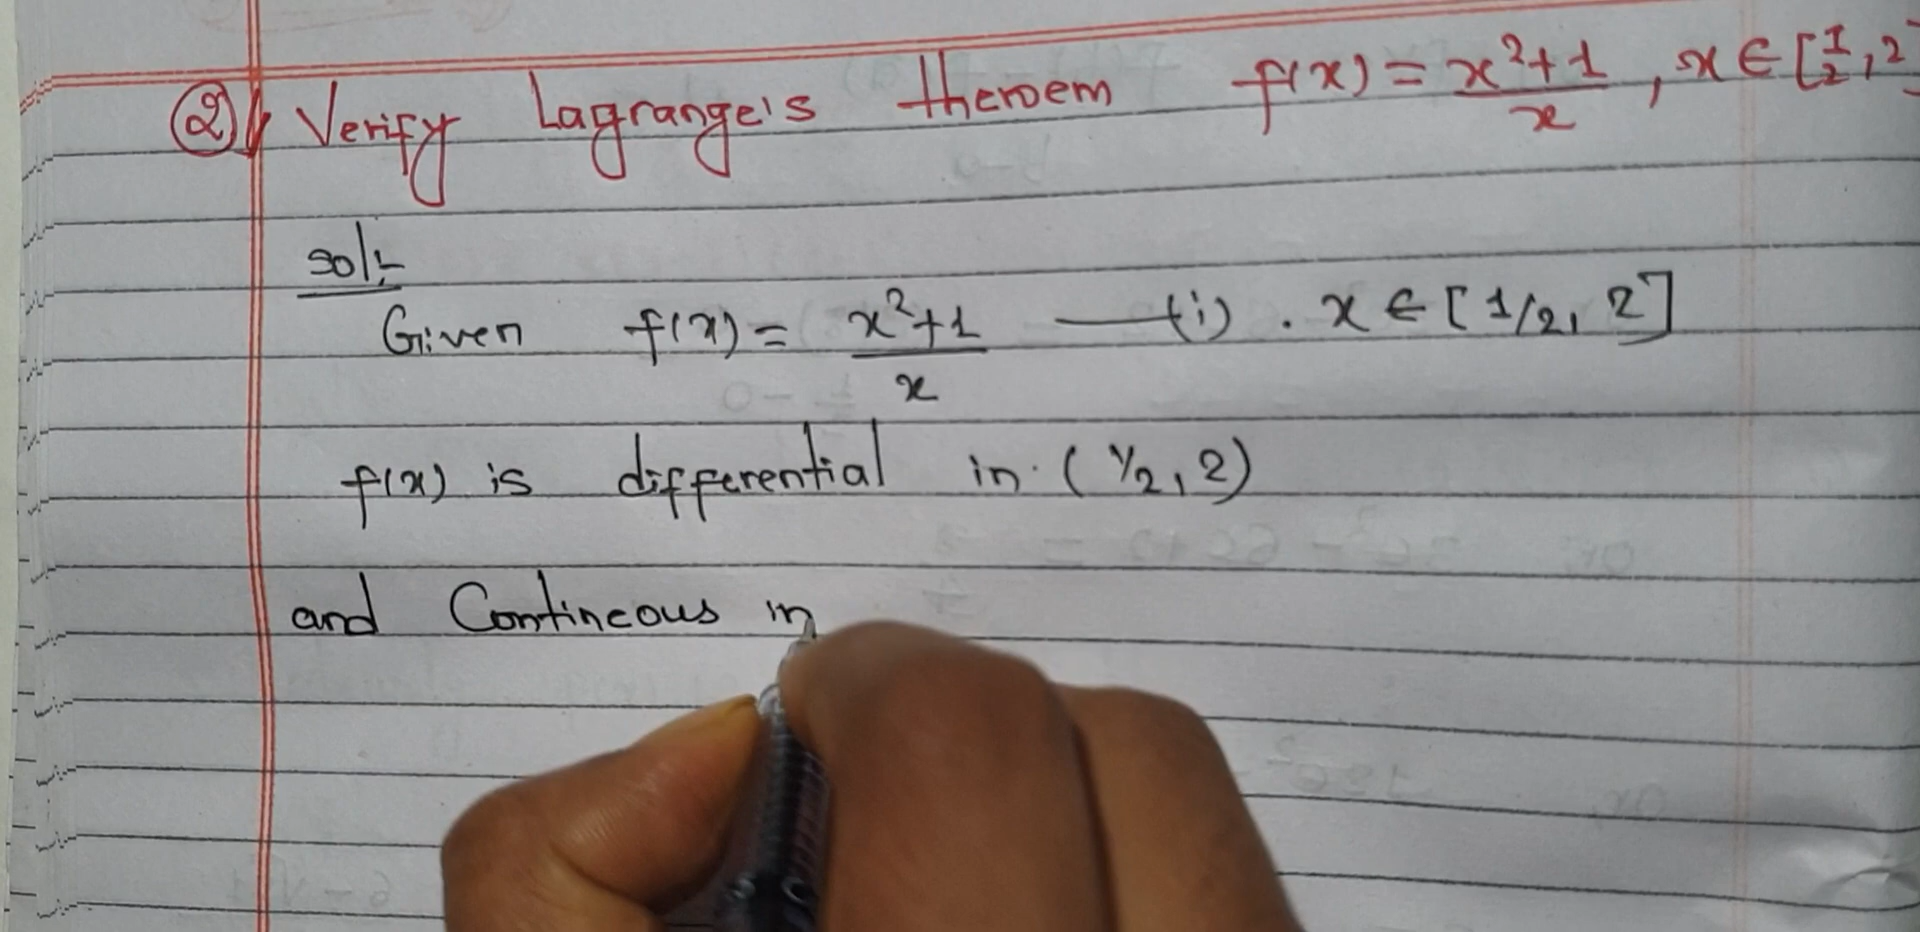 ② Verify Lagrange's theroem f(x) = x²+1/x , x ∈ [1/2, 2]
Sol:-
Given f(x) = x²+1/x —(i) . x ∈ [1/2, 2]
f(x) is differential in (1/2, 2)
and Contineous in